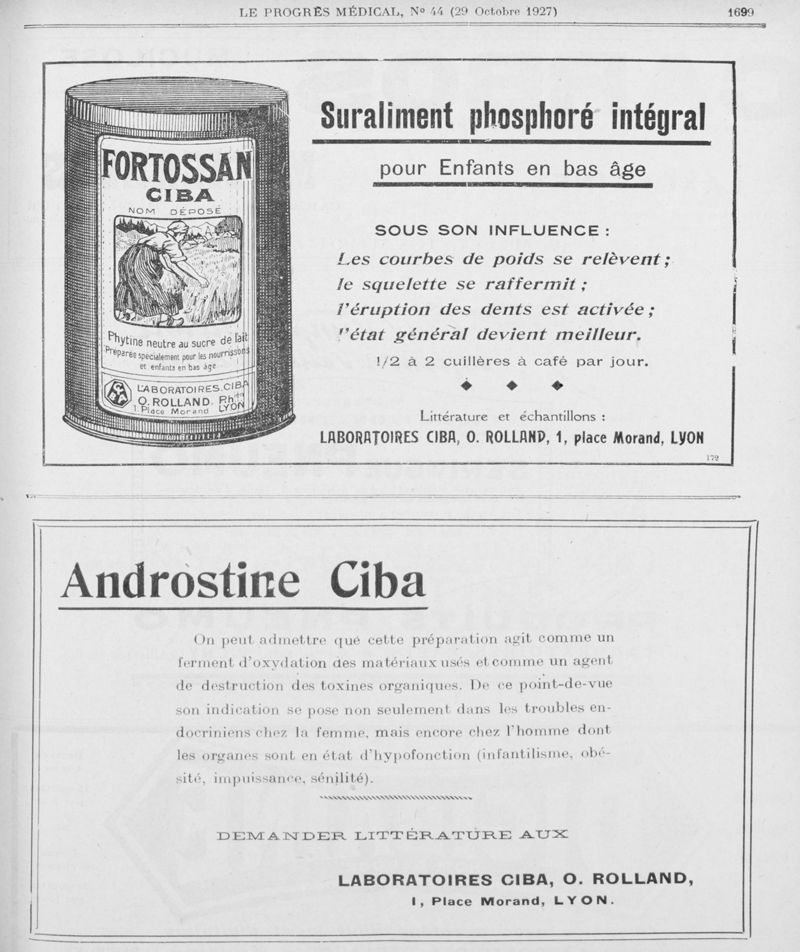 LE PROGRÈS MÉDICAL, No 44 (29 Octobre 1927) 1699
FORTOSSAN
CIBA
NOM DÉPOSÉ
Phytine neutre au sucre de lait
Préparée spécialement pour les nourrissons
et enfants en bas âge
CIBA
LABORATOIRES.CIBA
O. ROLLAND. Phien
1. Place Morand LYON
Suraliment phosphoré intégral
pour Enfants en bas âge
SOUS SON INFLUENCE :
Les courbes de poids se relèvent ;
le squelette se raffermit ;
l'éruption des dents est activée ;
l'état général devient meilleur.
1/2 à 2 cuillères à café par jour.
Littérature et échantillons :
LABORATOIRES CIBA, O. ROLLAND, 1, place Morand, LYON
172
Androstine Ciba
On peut admettre que cette préparation agit comme un
ferment d'oxydation des matériaux usés et comme un agent
de destruction des toxines organiques. De ce point-de-vue
son indication se pose non seulement dans les troubles en-
docriniens chez la femme, mais encore chez l'homme dont
les organes sont en état d'hypofonction (infantilisme, obé-
sité, impuissance, sénilité).
DEMANDER LITTÉRATURE AUX
LABORATOIRES CIBA, O. ROLLAND,
1, Place Morand, LYON.